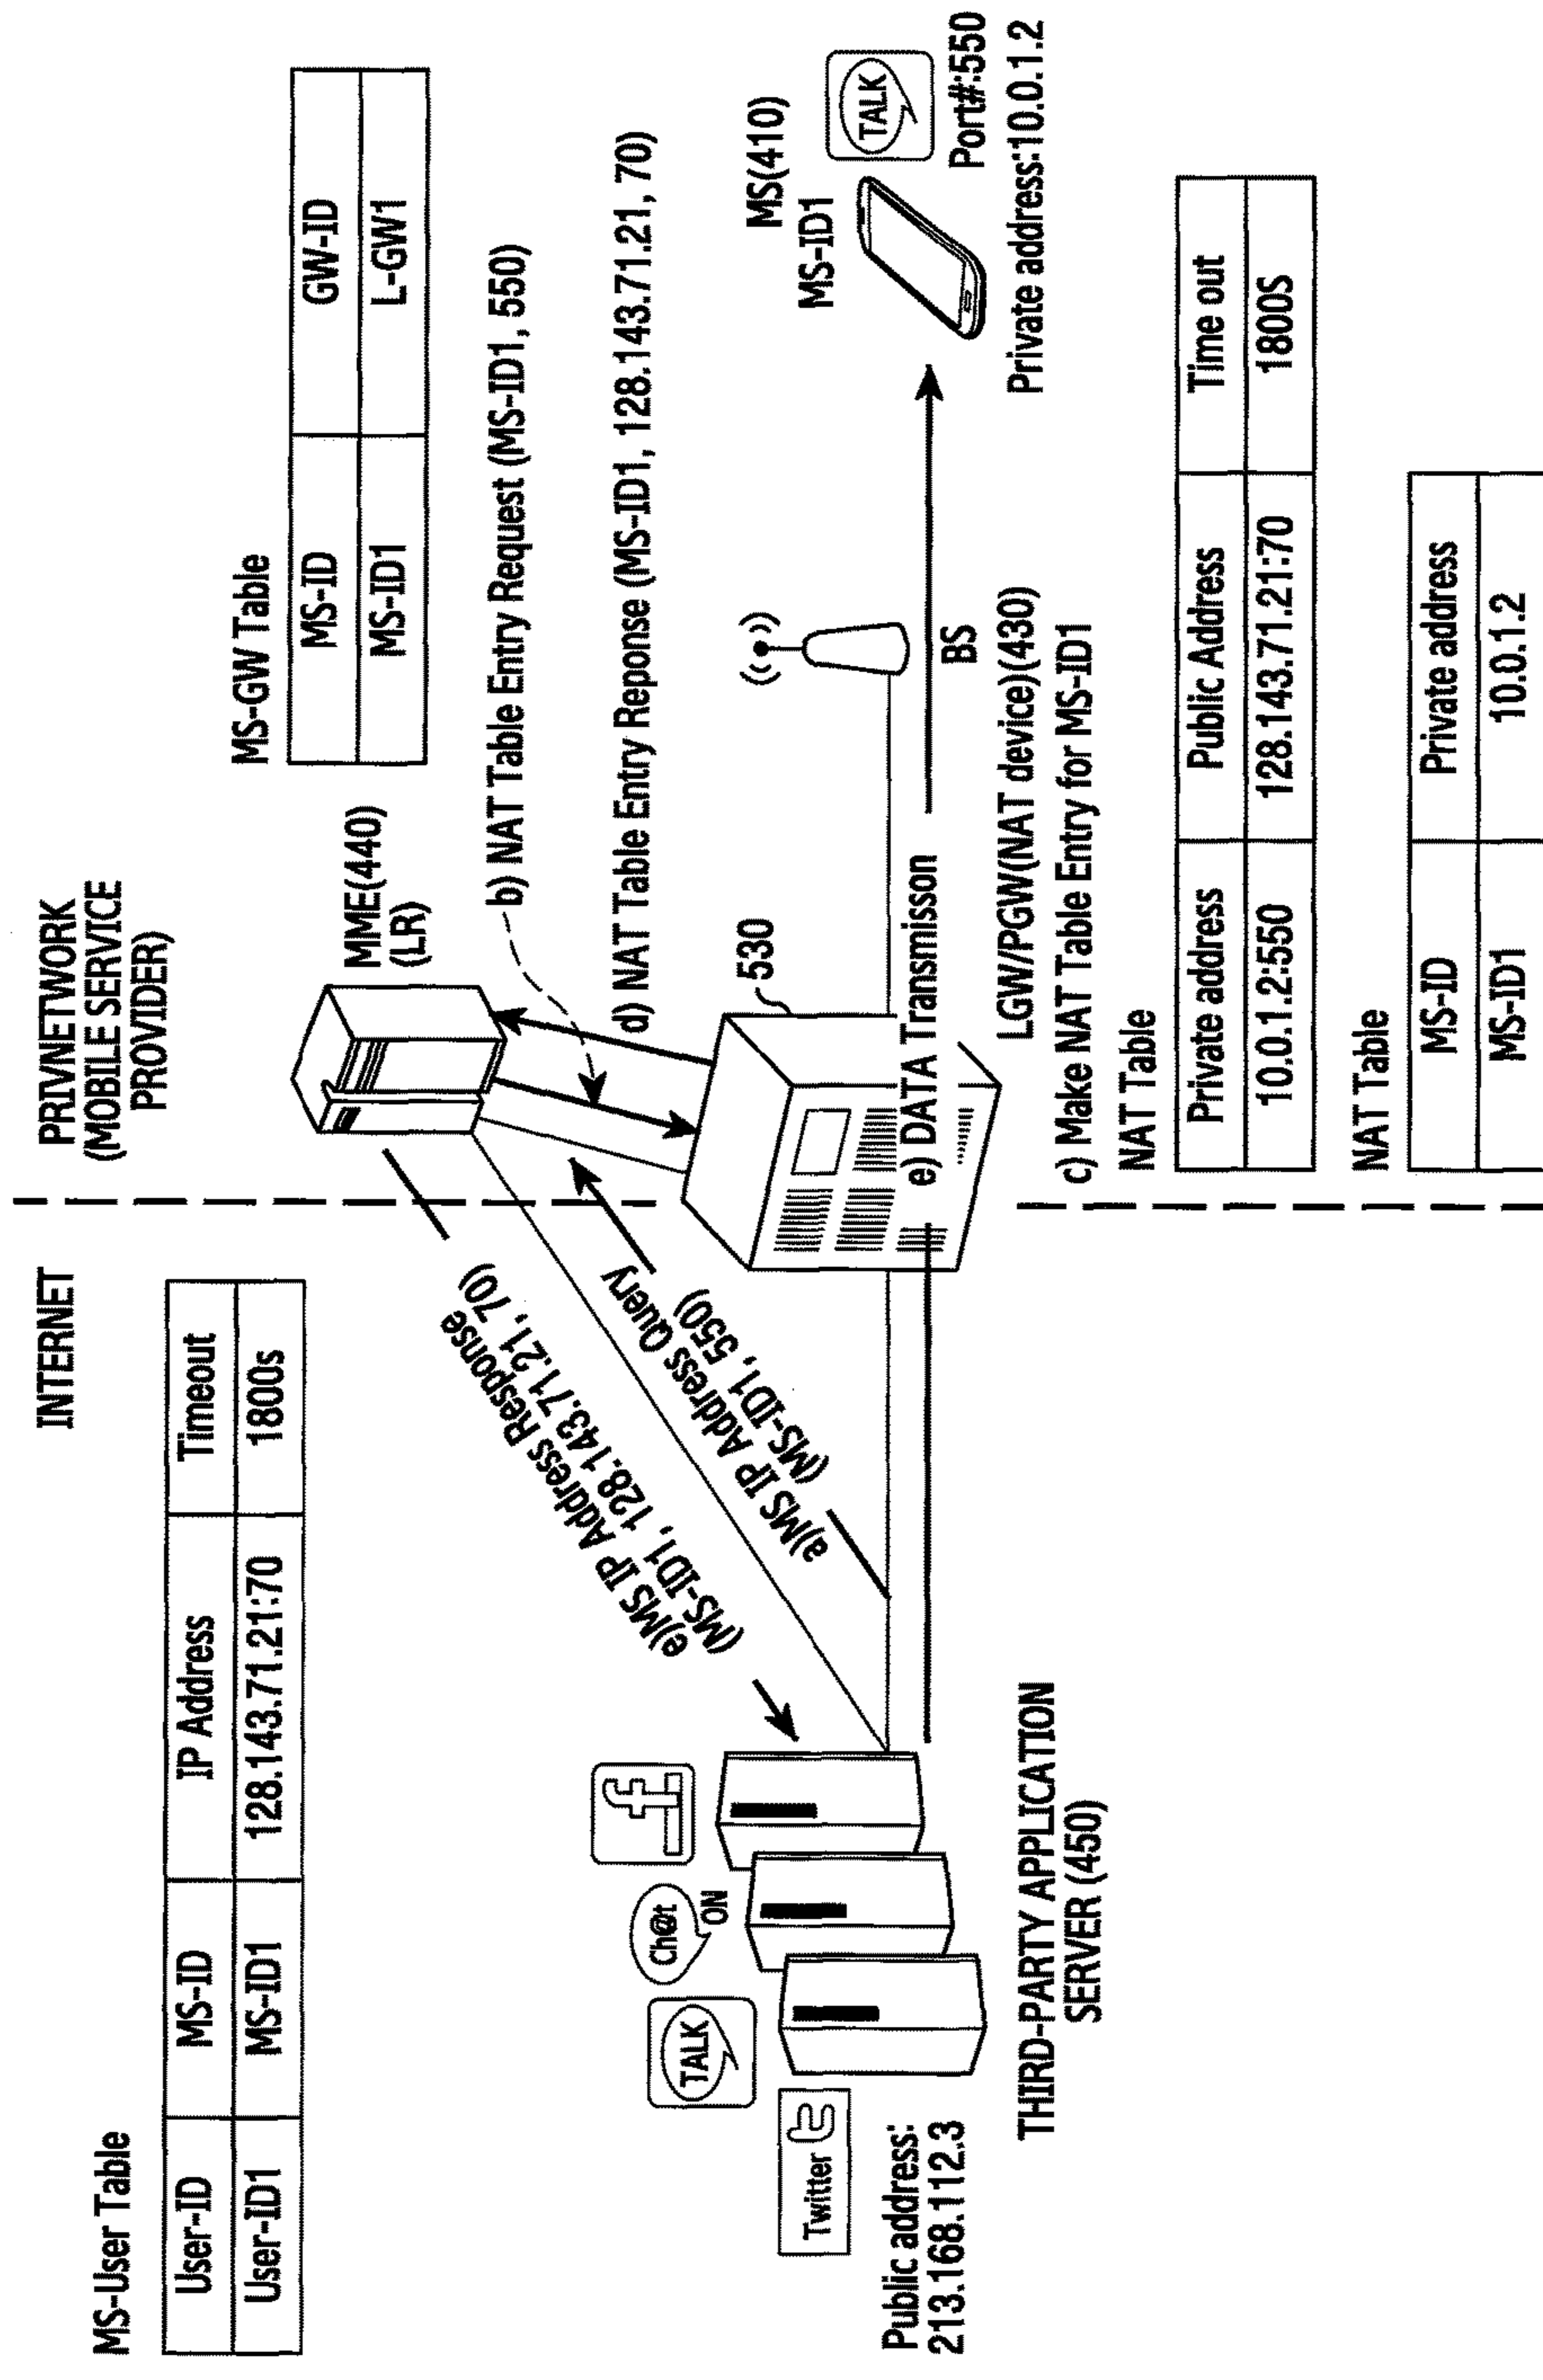 INTERNET
PRIVNETWORK
(MOBILE SERVICE
PROVIDER)
MS-User Table
User-ID MS-ID IP Address Timeout
User-ID1 MS-ID1 128.143.71.21:70 1800s
MS-GW Table
MS-ID GW-ID
MS-ID1 L-GW1
MME(440)
(LR)
b) NAT Table Entry Request (MS-ID1, 550)
d) NAT Table Entry Reponse (MS-ID1, 128.143.71.21, 70)
e)MS IP Address Response
(MS-ID1, 128.143.71.21, 70)
a)MS IP Address Query
(MS-ID1, 550)
530
f
Ch@t
ON
TALK
Twitter t
Public address:
213.168.112.3
THIRD-PARTY APPLICATION
SERVER (450)
e) DATA Transmisson
BS
MS(410)
MS-ID1
TALK
Port#:550
Private address:10.0.1.2
LGW/PGW(NAT device)(430)
c) Make NAT Table Entry for MS-ID1
NAT Table
Private address Public Address Time out
10.0.1.2:550 128.143.71.21:70 1800S
NAT Table
MS-ID Private address
MS-ID1 10.0.1.2